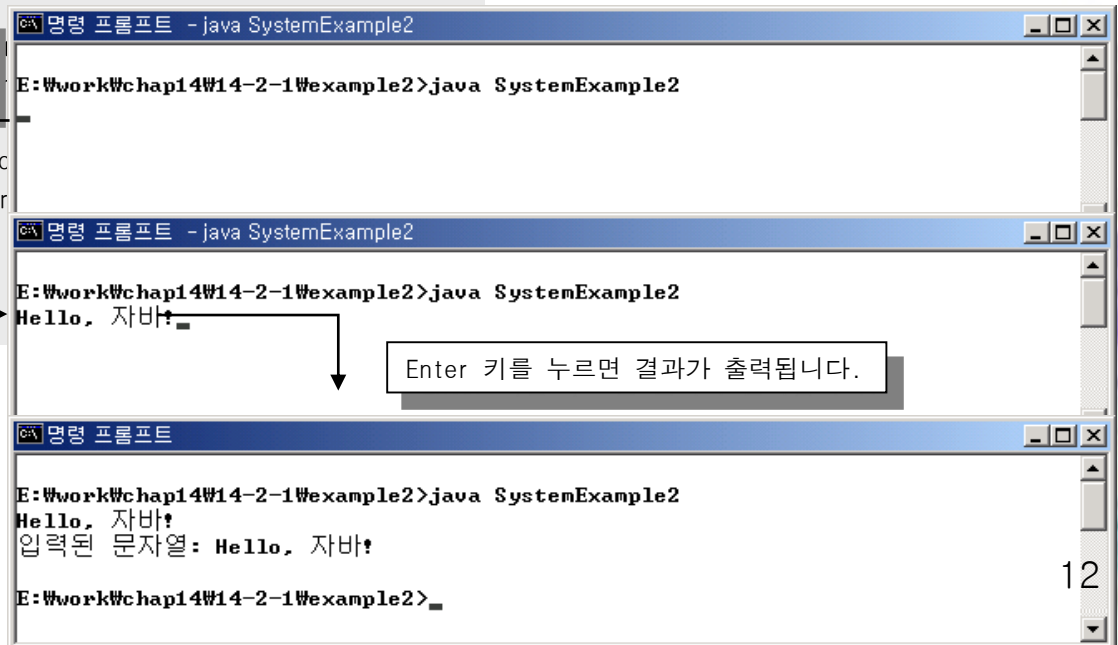 명령 프롬프트 - java SystemExample2
E:₩work₩chap14₩14-2-1₩example2>java SystemExample2
명령 프롬프트 - java SystemExample2
E:₩work₩chap14₩14-2-1₩example2>java SystemExample2
Hello, 자바!
Enter 키를 누르면 결과가 출력됩니다.
명령 프롬프트
E:₩work₩chap14₩14-2-1₩example2>java SystemExample2
Hello, 자바!
입력된 문자열: Hello, 자바!
12
E:₩work₩chap14₩14-2-1₩example2>